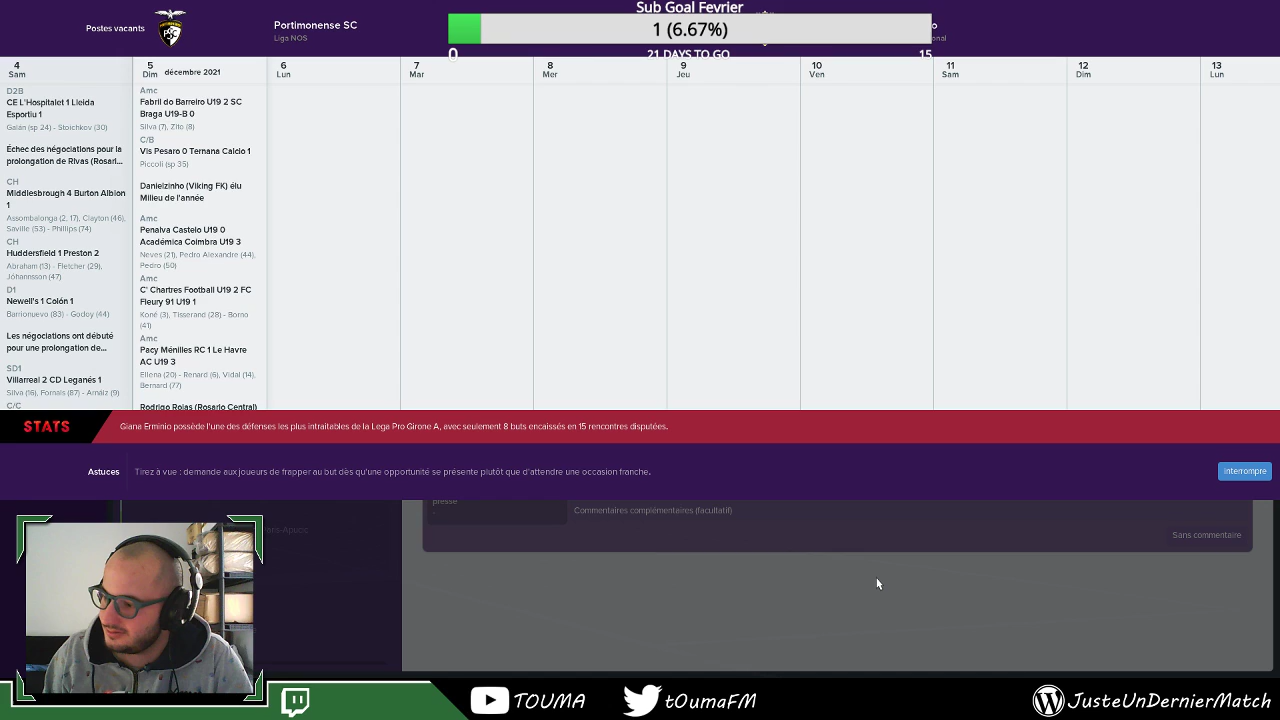 Sub Goal Fevrier
Postes vacants
Portimonense SC
Liga NOS
1 (6.67%)
0
21 DAYS TO GO
15
4
Sam
5
Dim
décembre 2021
6
Lun
7
Mar
8
Mer
9
Jeu
10
Ven
11
Sam
12
Dim
13
Lun
D2B
CE L'Hospitalet 1 Lleida
Esportiu 1
Galán (sp 24) - Stoichkov (30)
Échec des négociations pour la
prolongation de Rivas (Rosari...
CH
Middlesbrough 4 Burton Albion
1
Assombalonga (2, 17), Clayton (46),
Saville (53) - Phillips (74)
CH
Huddersfield 1 Preston 2
Abraham (13) - Fletcher (29),
Jóhannsson (47)
D1
Newell's 1 Colón 1
Barrionuevo (83) - Godoy (44)
Les négociations ont débuté
pour une prolongation de...
SD1
Villarreal 2 CD Leganés 1
Silva (16), Fornals (87) - Arnáiz (9)
C/C
Amc
Fabril do Barreiro U19 2 SC
Braga U19-B 0
Silva (7), Zito (8)
C/B
Vis Pesaro 0 Ternana Calcio 1
Piccoli (sp 35)
Danielzinho (Viking FK) élu
Milieu de l'année
Amc
Penalva Castelo U19 0
Académica Coimbra U19 3
Neves (21), Pedro Alexandre (44),
Pedro (50)
Amc
C' Chartres Football U19 2 FC
Fleury 91 U19 1
Koné (3), Tisserand (28) - Borno
(41)
Amc
Pacy Ménilles RC 1 Le Havre
AC U19 3
Ellena (20) - Renard (6), Vidal (14),
Bernard (77)
Rodrigo Rojas (Rosario Central)
STATS
Giana Erminio possède l'une des défenses les plus intraitables de la Lega Pro Girone A, avec seulement 8 buts encaissés en 15 rencontres disputées.
Astuces
Tirez à vue : demande aux joueurs de frapper au but dès qu'une opportunité se présente plutôt que d'attendre une occasion franche.
Interrompre
presse
Commentaires complémentaires (facultatif)
Sans commentaire
TOUMA
tOumaFM
JusteUnDernierMatch